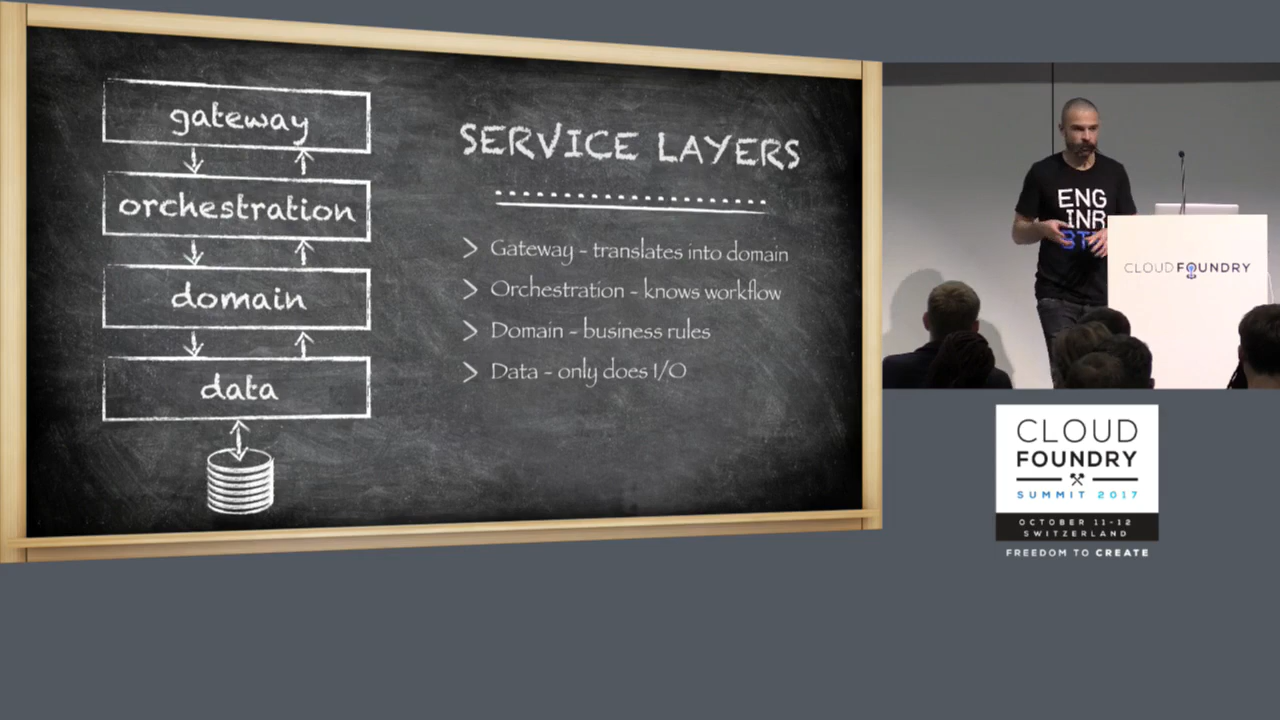 gateway
orchestration
domain
data
SERVICE LAYERS
Gateway - translates into domain
Orchestration - knows workflow
Domain - business rules
Data - only does I/O
ENG
INR
CLOUD FOUNDRY
CLOUD
FOUNDRY
SUMMIT 2017
OCTOBER 11-12
SWITZERLAND
FREEDOM TO CREATE